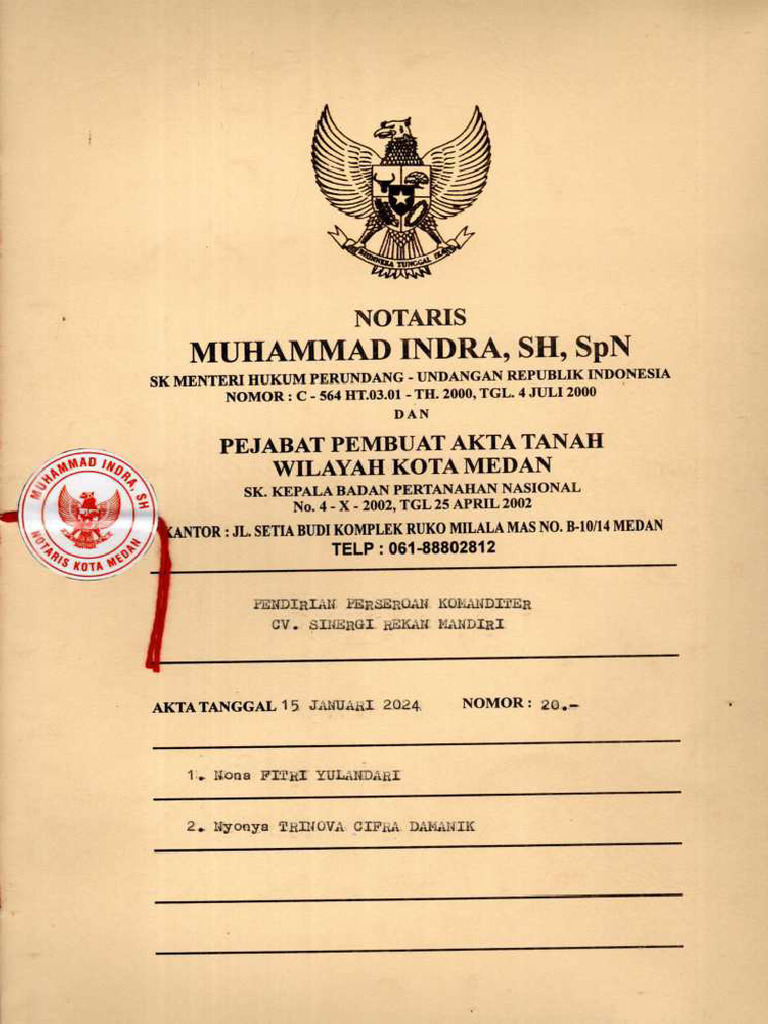 BHINNEKA TUNGGAL IKA
NOTARIS
MUHAMMAD INDRA, SH, SpN
SK MENTERI HUKUM PERUNDANG - UNDANGAN REPUBLIK INDONESIA
NOMOR : C - 564 HT.03.01 - TH. 2000, TGL. 4 JULI 2000
D A N
PEJABAT PEMBUAT AKTA TANAH
WILAYAH KOTA MEDAN
SK. KEPALA BADAN PERTANAHAN NASIONAL
No. 4 - X - 2002, TGL 25 APRIL 2002
KANTOR : JL. SETIA BUDI KOMPLEK RUKO MILALA MAS NO. B-10/14 MEDAN
TELP : 061-88802812
MUHAMMAD INDRA, SH
NOTARIS KOTA MEDAN
PENDIRIAN PERSEROAN KOMANDITER
CV. SINERGI REKAN MANDIRI
AKTA TANGGAL 15 JANUARI 2024 NOMOR : 20.-
1. Nona FITRI YULANDARI
2. Nyonya TRINOVA CIFRA DAMANIK